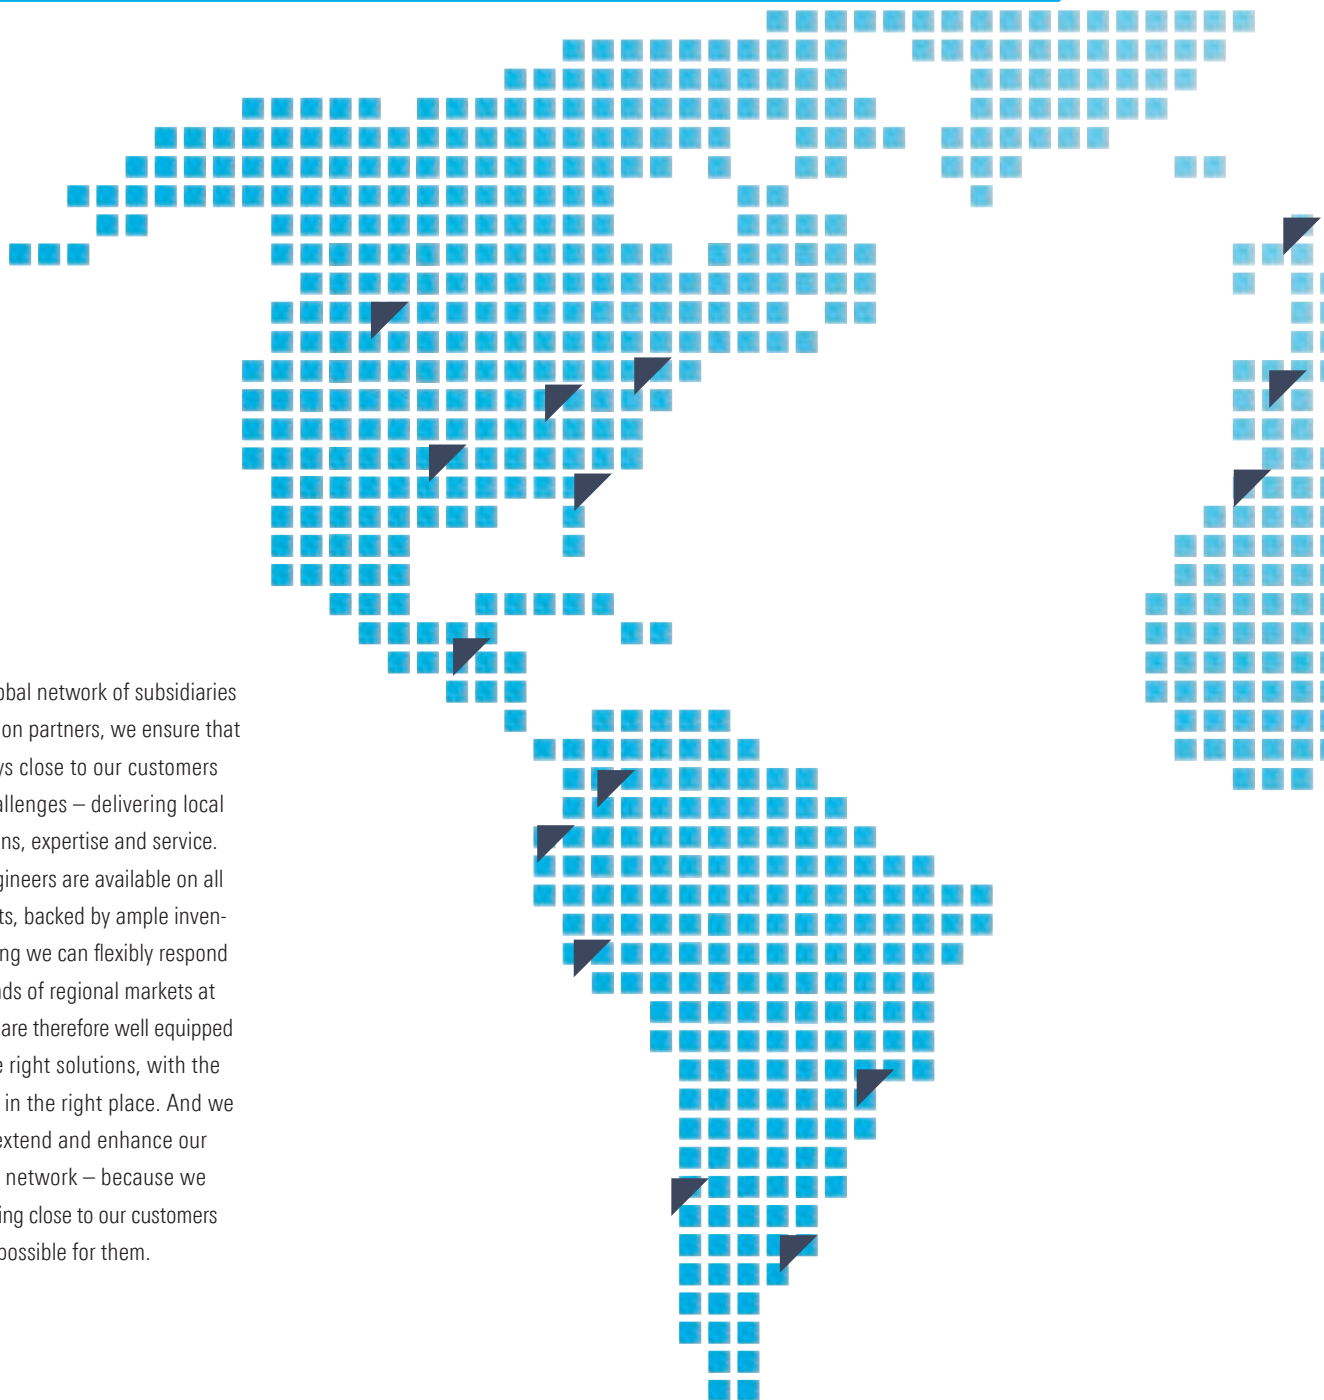 obal network of subsidiaries
on partners, we ensure that
ys close to our customers
allenges – delivering local
ns, expertise and service.
gineers are available on all
ts, backed by ample inven-
ng we can flexibly respond
ds of regional markets at
are therefore well equipped
e right solutions, with the
in the right place. And we
extend and enhance our
network – because we
ing close to our customers
possible for them.